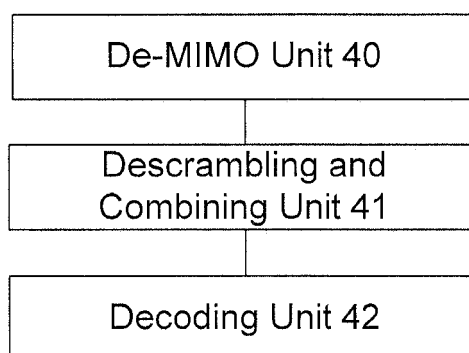 De-MIMO Unit 40
Descrambling and
Combining Unit 41
Decoding Unit 42